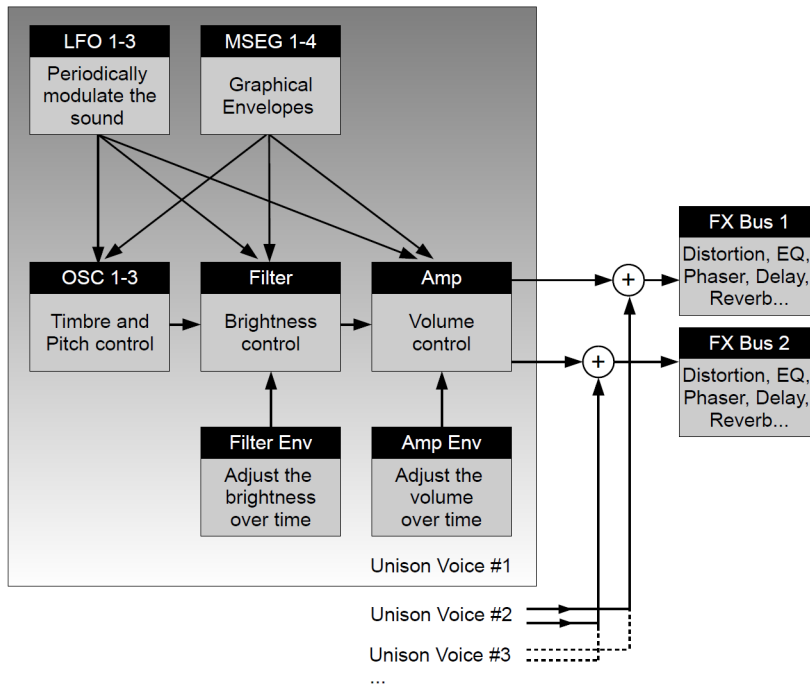 LFO 1-3
Periodically
modulate the
sound
MSEG 1-4
Graphical
Envelopes
OSC 1-3
Timbre and
Pitch control
Filter
Brightness
control
Amp
Volume
control
Filter Env
Adjust the
brightness
over time
Amp Env
Adjust the
volume
over time
Unison Voice #1
Unison Voice #2
Unison Voice #3
...
+
+
FX Bus 1
Distortion, EQ,
Phaser, Delay,
Reverb...
FX Bus 2
Distortion, EQ,
Phaser, Delay,
Reverb...